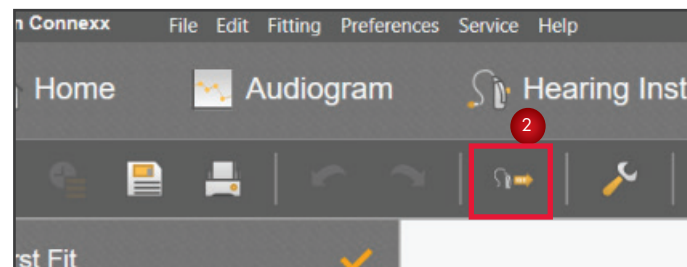 n Connexx File Edit Fitting Preferences Service Help
Home Audiogram Hearing Inst
2
rst Fit